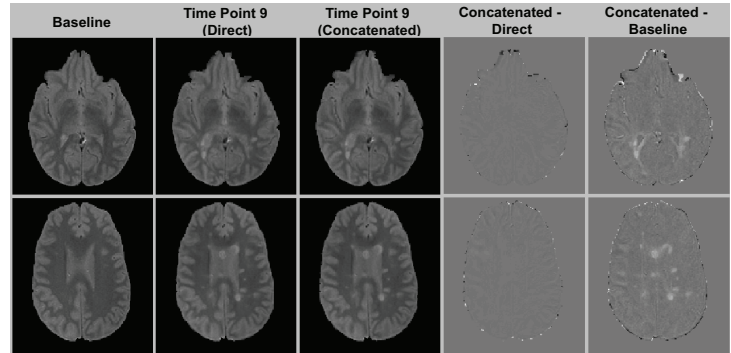 Baseline
Time Point 9
(Direct)
Time Point 9
(Concatenated)
Concatenated -
Direct
Concatenated -
Baseline